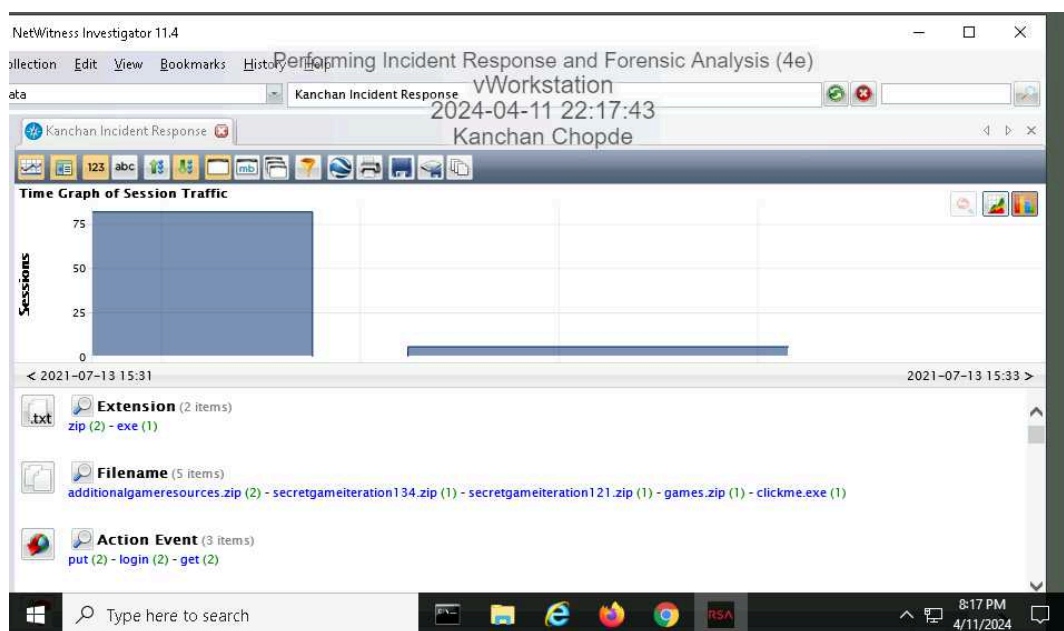 NetWitness Investigator 11.4
ollection Edit View Bookmarks History Help
Performing Incident Response and Forensic Analysis (4e)
vWorkstation
2024-04-11 22:17:43
Kanchan Chopde
ata Kanchan Incident Response
Kanchan Incident Response
123 abc mb
Time Graph of Session Traffic
Sessions
75
50
25
0
< 2021-07-13 15:31 2021-07-13 15:33 >
.txt Extension (2 items)
zip (2) - exe (1)
Filename (5 items)
additionalgameresources.zip (2) - secretgameiteration134.zip (1) - secretgameiteration121.zip (1) - games.zip (1) - clickme.exe (1)
Action Event (3 items)
put (2) - login (2) - get (2)
Type here to search RSA 8:17 PM
4/11/2024